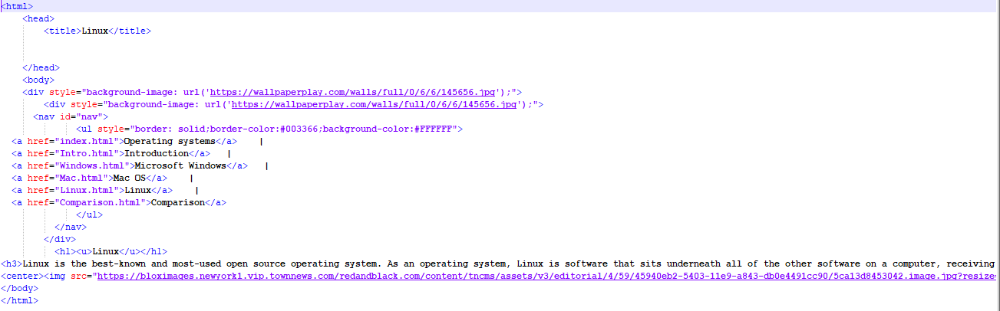 <html>
<head>
<title>Linux</title>
</head>
<body>
<div style="background-image: url('https://wallpaperplay.com/walls/full/0/6/6/145656.jpg');">
<div style="background-image: url('https://wallpaperplay.com/walls/full/0/6/6/145656.jpg');">
<nav id="nav">
<ul style="border: solid;border-color:#003366;background-color:#FFFFFF">
<a href="index.html">Operating systems</a> |
<a href="Intro.html">Introduction</a> |
<a href="Windows.html">Microsoft Windows</a> |
<a href="Mac.html">Mac OS</a> |
<a href="Linux.html">Linux</a> |
<a href="Comparison.html">Comparison</a>
</ul>
</nav>
</div>
<h1><u>Linux</u></h1>
<h3>Linux is the best-known and most-used open source operating system. As an operating system, Linux is software that sits underneath all of the other software on a computer, receiving
<center><img src="https://bloximages.newyork1.vip.townnews.com/redandblack.com/content/tncms/assets/v3/editorial/4/59/45940eb2-5403-11e9-a843-db0e4491cc90/5ca13d8453042.image.jpg?resize=
</body>
</html>